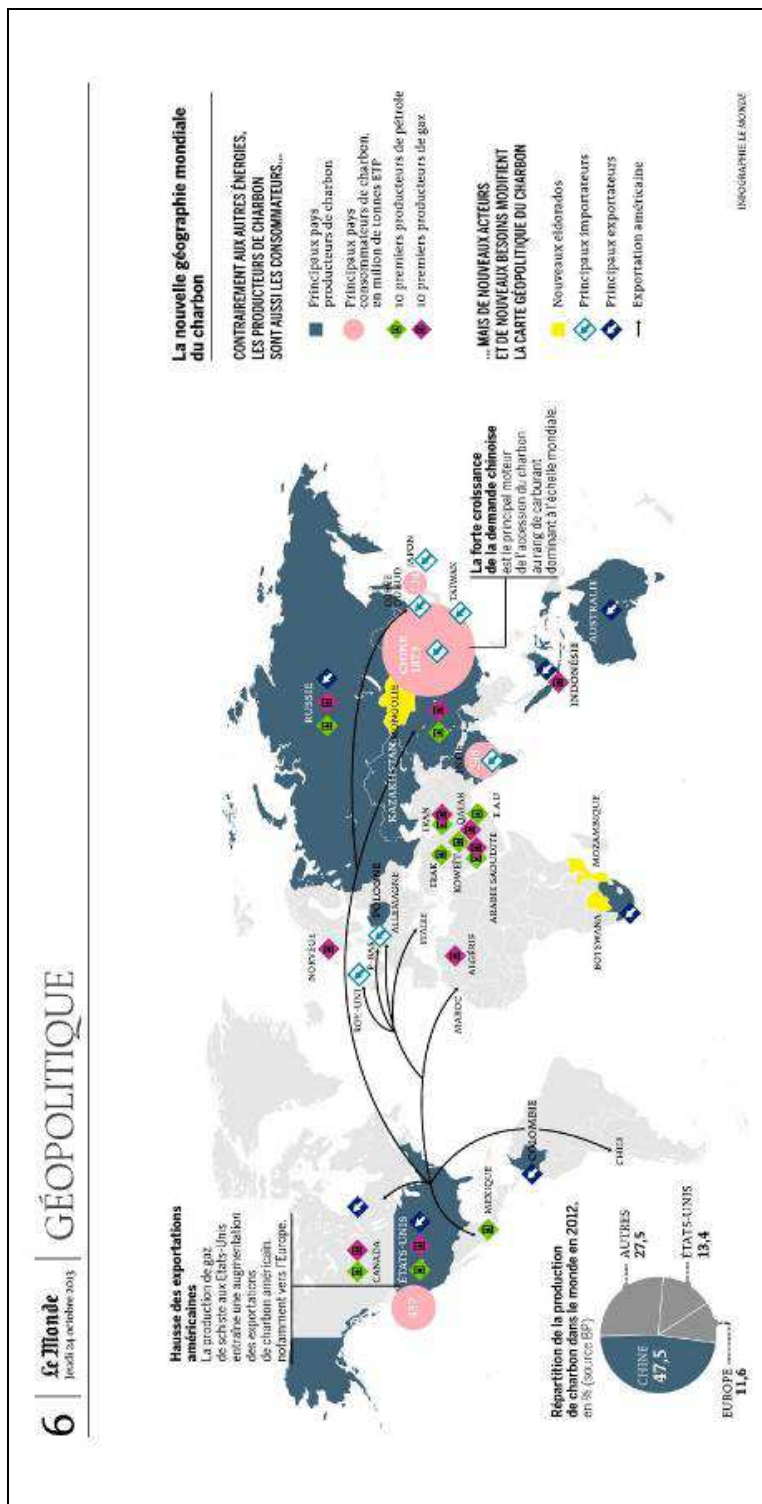 6
Le Monde
Jeudi 24 octobre 2013
GÉOPOLITIQUE
Hausse des exportations
américaines
La production de gaz
de schiste aux Etats-Unis
entraîne une augmentation
des exportations
de charbon américain,
notamment vers l'Europe.
La nouvelle géographie mondiale
du charbon
CONTRAIREMENT AUX AUTRES ÉNERGIES,
LES PRODUCTEURS DE CHARBON
SONT AUSSI LES CONSOMMATEURS...
Principaux pays
producteurs de charbon
Principaux pays
consommateurs de charbon,
en million de tonnes ETP
10 premiers producteurs de pétrole
10 premiers producteurs de gaz
... MAIS DE NOUVEAUX ACTEURS
ET DE NOUVEAUX BESOINS MODIFIENT
LA CARTE GÉOPOLITIQUE DU CHARBON
Nouveaux eldorados
Principaux importateurs
Principaux exportateurs
Exportation américaine
CANADA
ÉTATS-UNIS
437
MEXIQUE
COLOMBIE
CHILI
NORVÈGE
ROY.-UNI
P-BAS
POLOGNE
ALLEMAGNE
ITALIE
MAROC
ALGÉRIE
RUSSIE
KAZAKHSTAN
MONGOLIE
CHINE
1873
JAPON
TAIWAN
IRAK
IRAN
KOWEÏT
QATAR
ARABIE SAOUDITE
E.A.U
BOTSWANA
MOZAMBIQUE
INDONÉSIE
AUSTRALIE
La forte croissance
de la demande chinoise
est le principal moteur
de l'accession du charbon
au rang de carburant
dominant à l'échelle mondiale.
Répartition de la production
de charbon dans le monde en 2012,
en % (source BP)
CHINE
47,5
AUTRES
27,5
ÉTATS-UNIS
13,4
EUROPE
11,6
INFOGRAPHIE LE MONDE